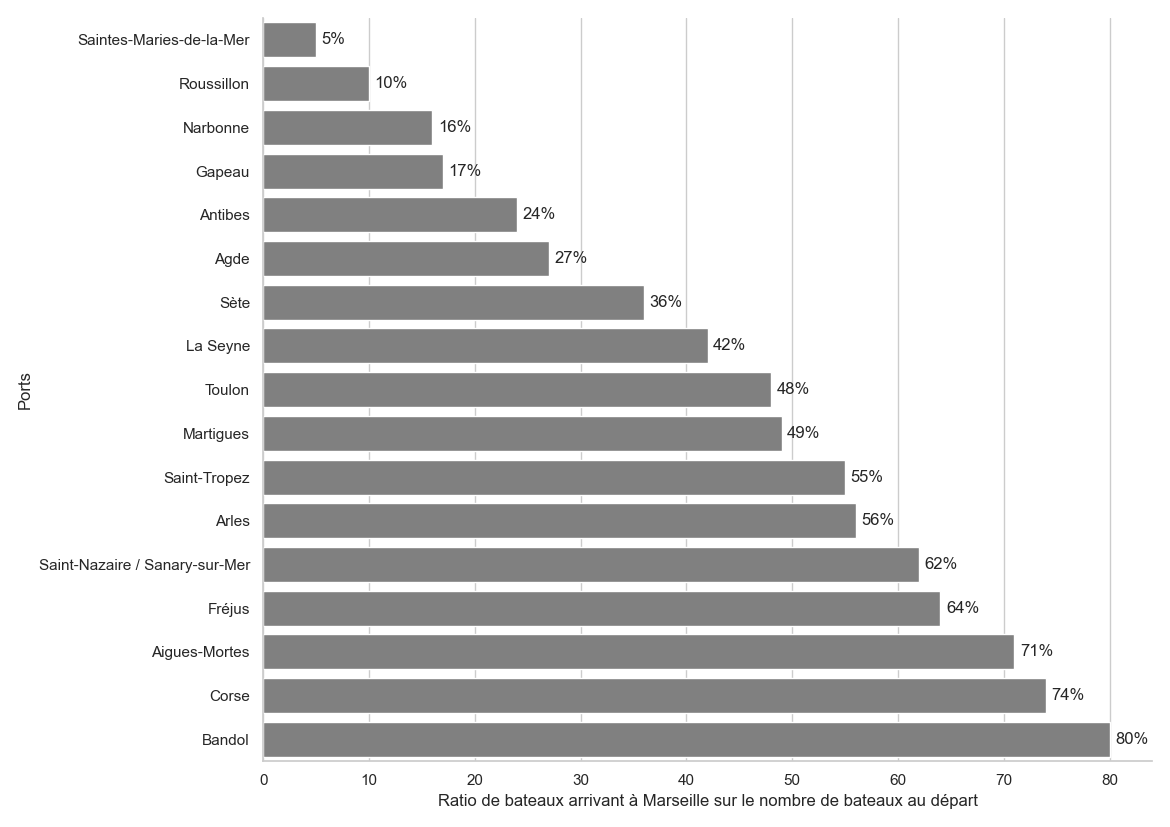 Saintes-Maries-de-la-Mer 5%
Roussillon 10%
Narbonne 16%
Gapeau 17%
Antibes 24%
Agde 27%
Sète 36%
La Seyne 42%
Toulon 48%
Martigues 49%
Saint-Tropez 55%
Arles 56%
Saint-Nazaire / Sanary-sur-Mer 62%
Fréjus 64%
Aigues-Mortes 71%
Corse 74%
Bandol 80%
Ports
0 10 20 30 40 50 60 70 80
Ratio de bateaux arrivant à Marseille sur le nombre de bateaux au départ